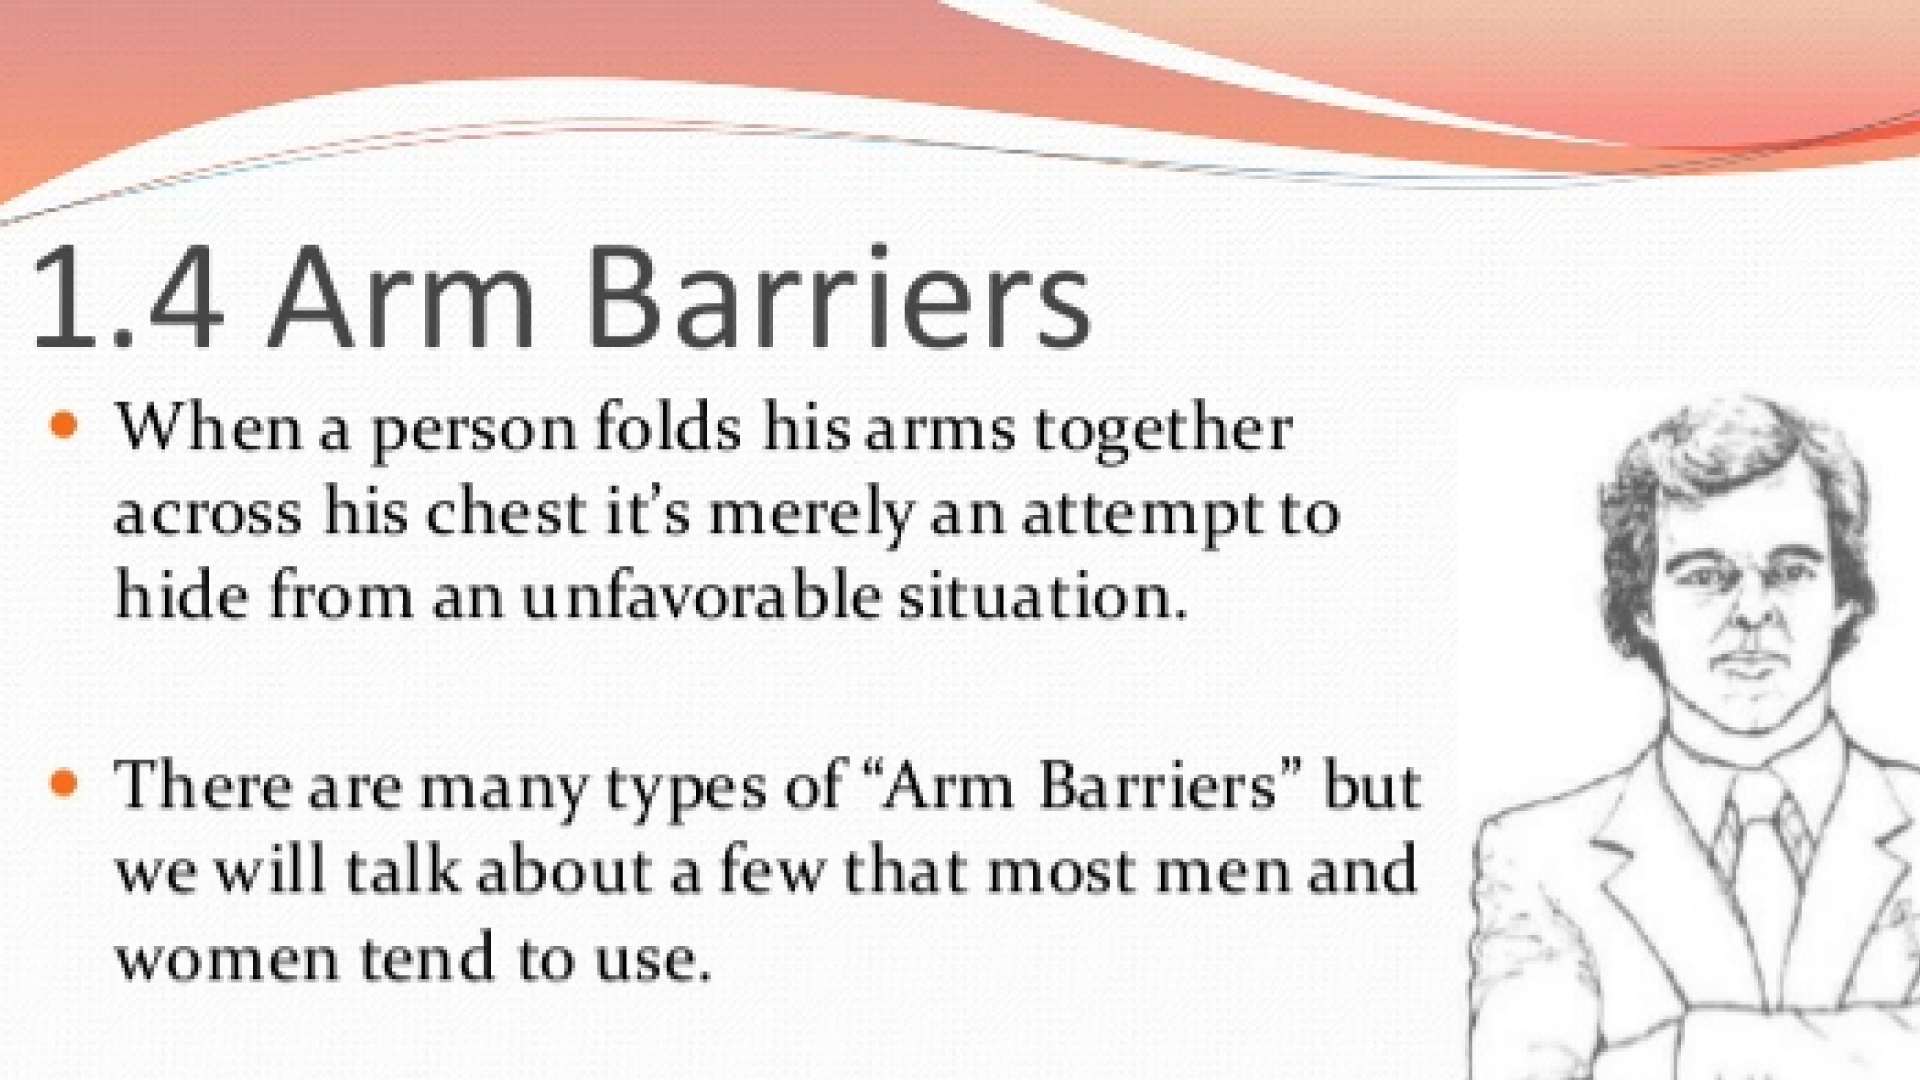 1.4 Arm Barriers
• When a person folds his arms together
across his chest it’s merely an attempt to
hide from an unfavorable situation.
• There are many types of “Arm Barriers” but
we will talk about a few that most men and
women tend to use.